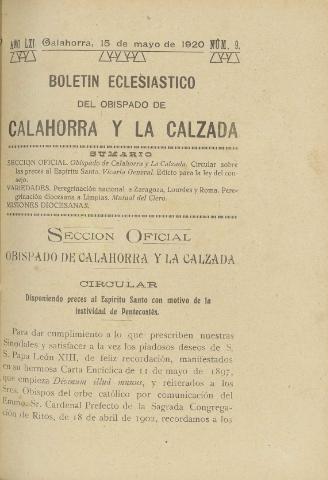 AÑO LXI Calahorra, 15 de mayo de 1920 NÚM. 9.
BOLETIN ECLESIASTICO
DEL OBISPADO DE
CALAHORRA Y LA CALZADA
SUMARIO
SECCION OFICIAL. Obispado de Calahorra y La Calzada. Circular sobre
las preces al Espíritu Santo. Vicaría General. Edicto para la ley del con-
sejo.
VARIEDADES. Peregrinación nacional a Zaragoza, Lourdes y Roma. Pere-
grinación diocesana a Limpias. Mutual del Clero.
MISIONES DIOCESANAS.
SECCION OFICIAL
OBISPADO DE CALAHORRA Y LA CALZADA
CIRCULAR
Disponiendo preces al Espíritu Santo con motivo de la
festividad de Pentecostés.
Para dar cumplimiento a lo que prescriben nuestras
Sinodales y satisfacer a la vez los piadosos deseos de S.
S. Papa León XIII, de feliz recordación, manifestados
en su hermosa Carta Encíclica de 11 de mayo de 1897,
que empieza Divinum illud munus, y reiterados a los
Sres. Obispos del orbe católico por comunicación del
Emmo. Sr. Cardenal Prefecto de la Sagrada Congrega-
ción de Ritos, de 18 de abril de 1902, recordamos a los